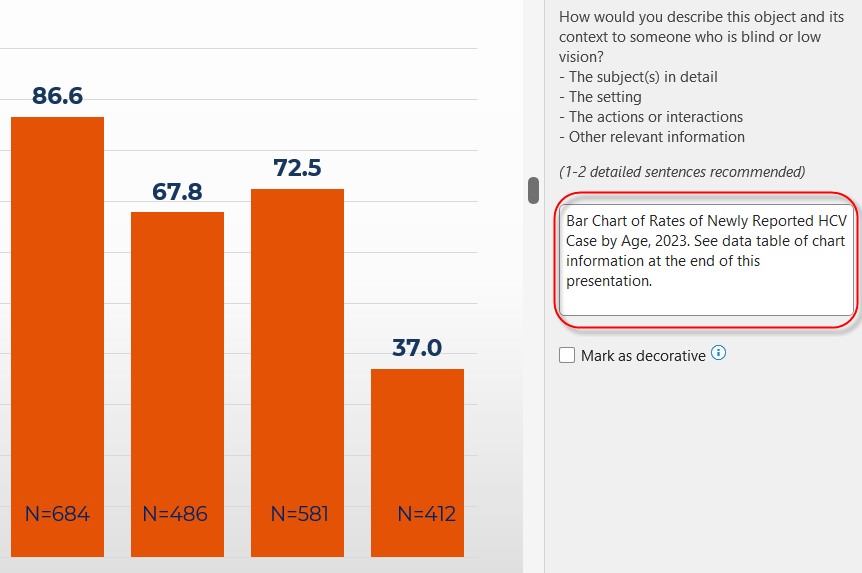 86.6
67.8
72.5
37.0
N=684
N=486
N=581
N=412
How would you describe this object and its
context to someone who is blind or low
vision?
- The subject(s) in detail
- The setting
- The actions or interactions
- Other relevant information
(1-2 detailed sentences recommended)
Bar Chart of Rates of Newly Reported HCV
Case by Age, 2023. See data table of chart
information at the end of this
presentation.
Mark as decorative